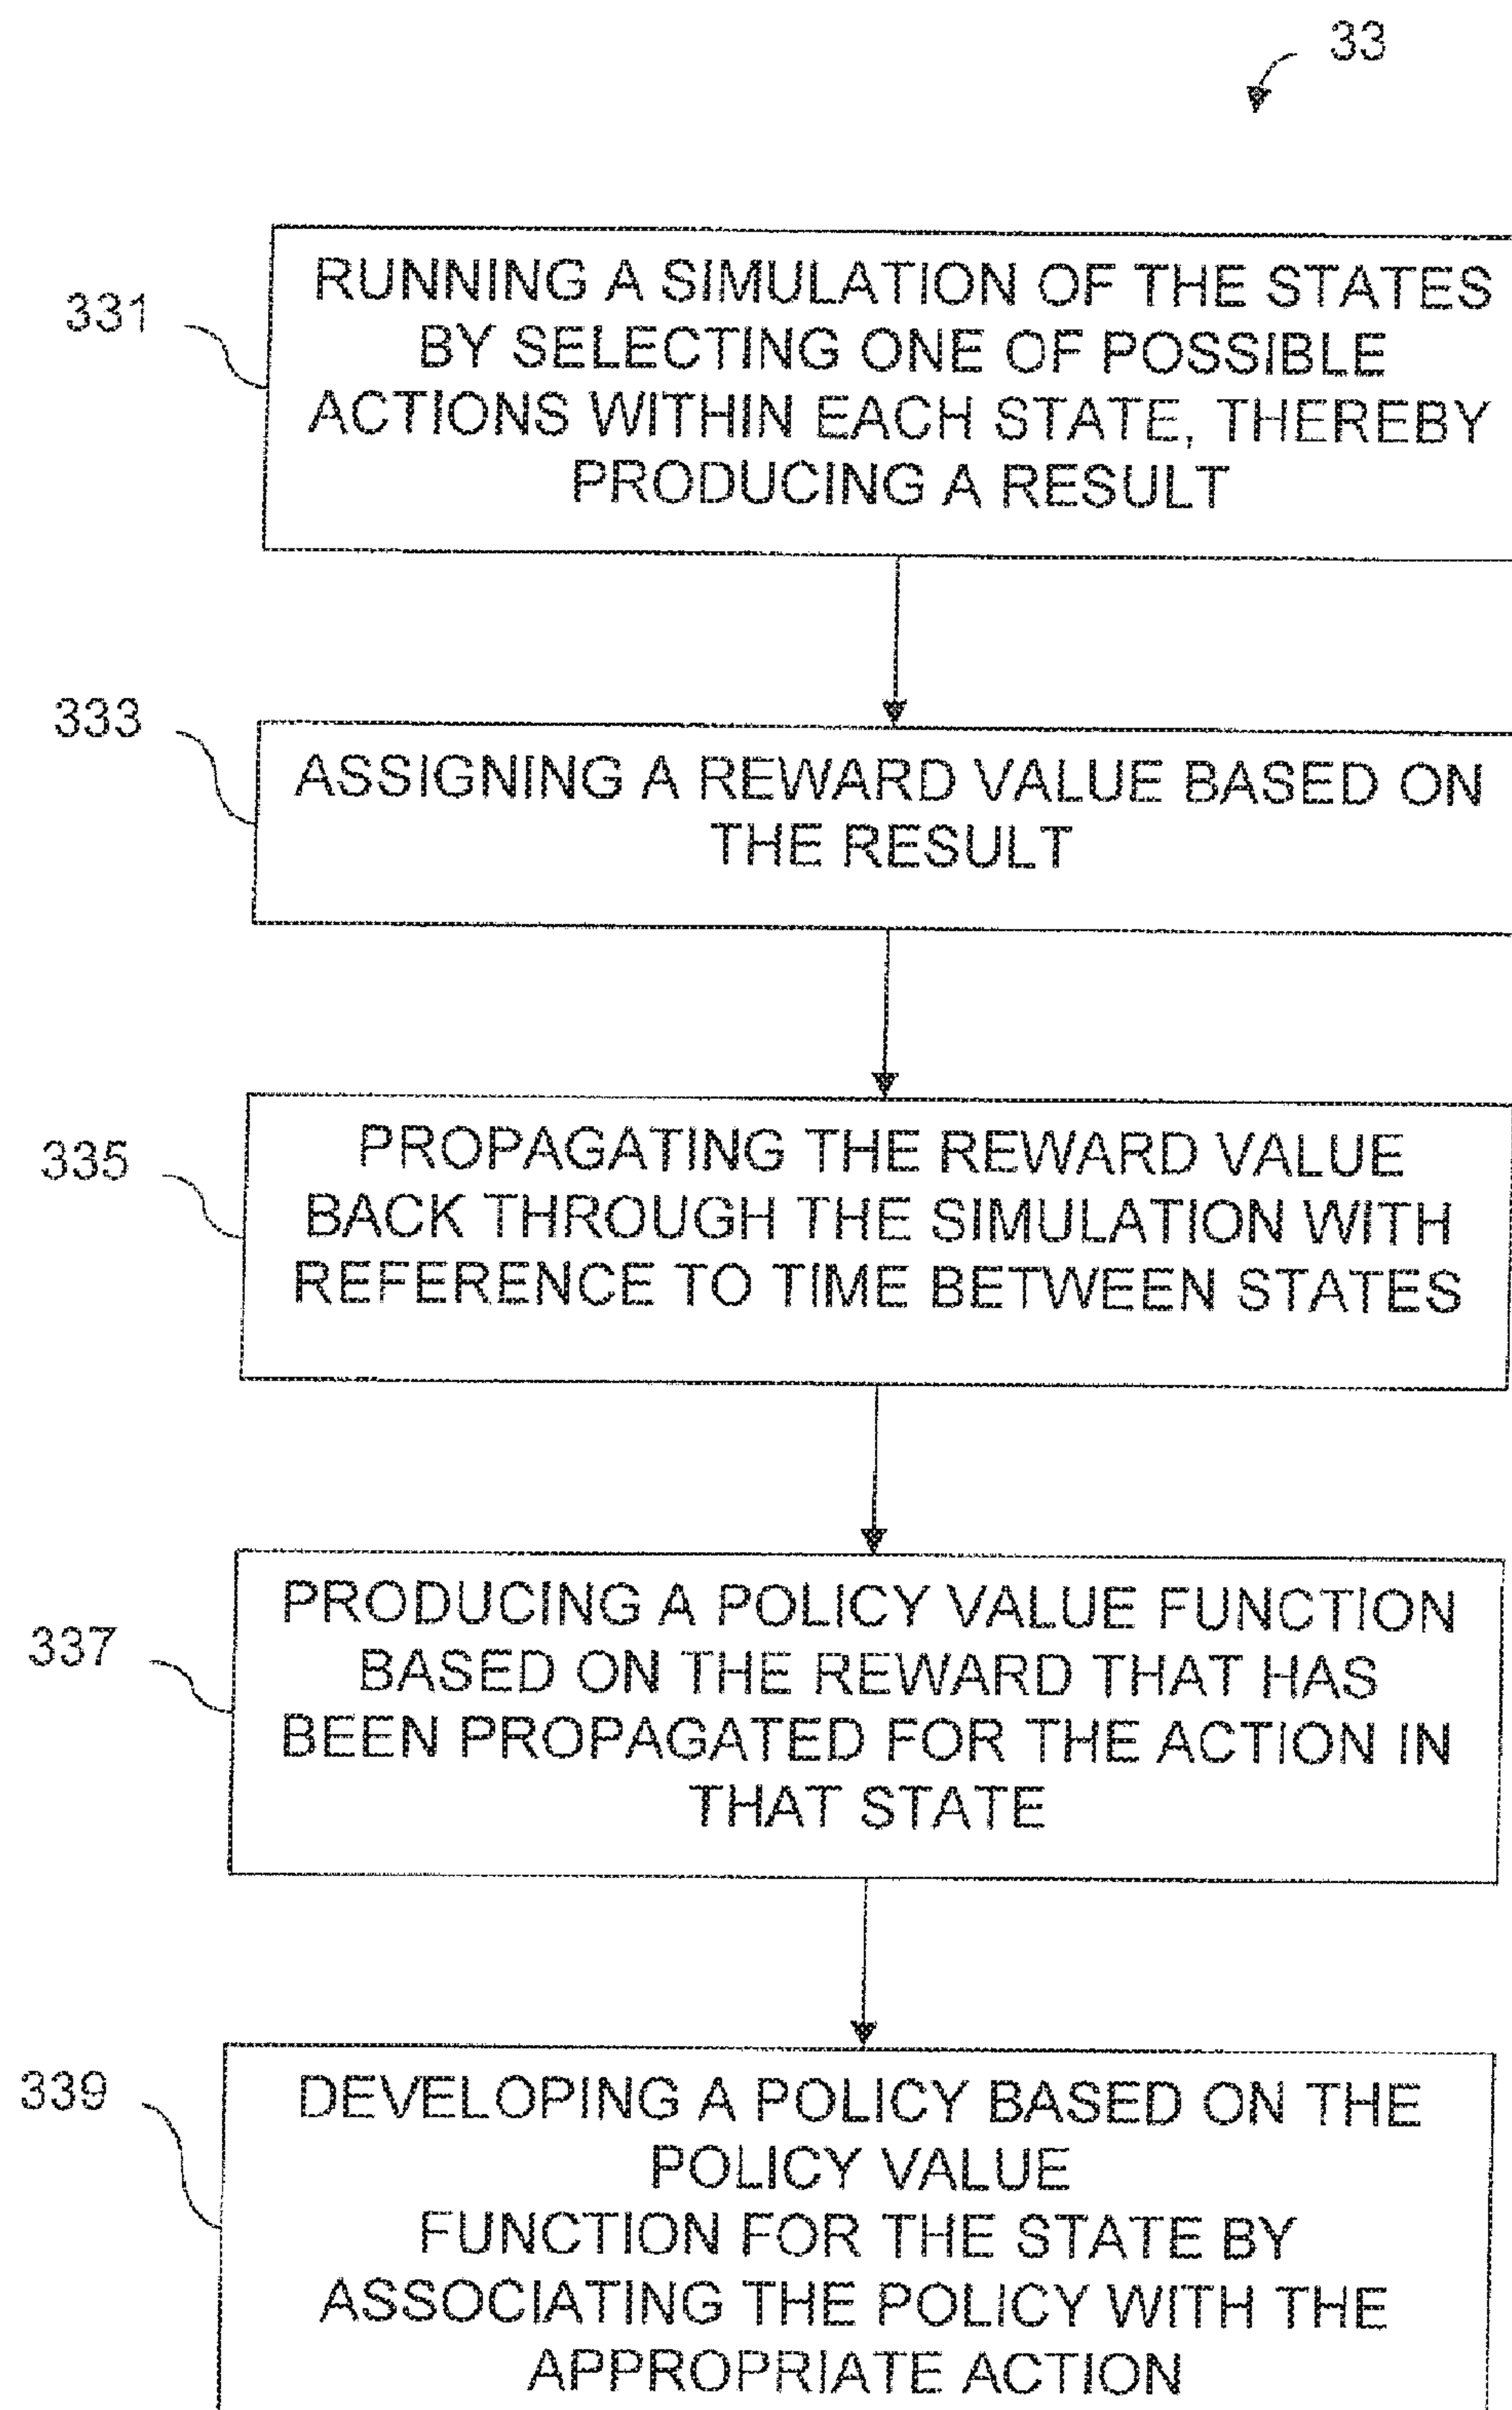 33
331
RUNNING A SIMULATION OF THE STATES
BY SELECTING ONE OF POSSIBLE
ACTIONS WITHIN EACH STATE, THEREBY
PRODUCING A RESULT
333
ASSIGNING A REWARD VALUE BASED ON
THE RESULT
335
PROPAGATING THE REWARD VALUE
BACK THROUGH THE SIMULATION WITH
REFERENCE TO TIME BETWEEN STATES
337
PRODUCING A POLICY VALUE FUNCTION
BASED ON THE REWARD THAT HAS
BEEN PROPAGATED FOR THE ACTION IN
THAT STATE
339
DEVELOPING A POLICY BASED ON THE
POLICY VALUE
FUNCTION FOR THE STATE BY
ASSOCIATING THE POLICY WITH THE
APPROPRIATE ACTION